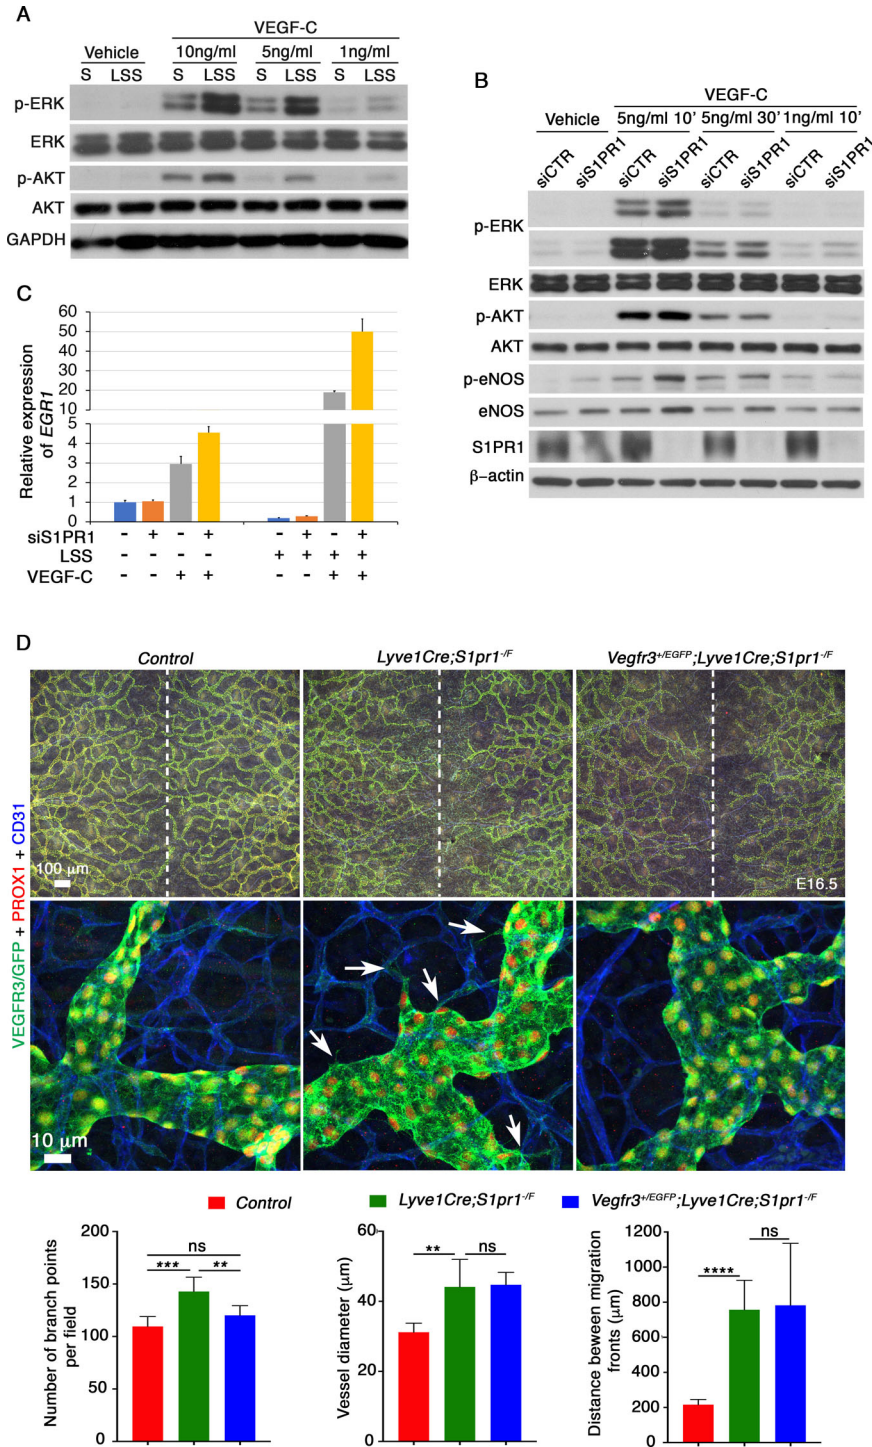 A
VEGF-C
Vehicle 10ng/ml 5ng/ml 1ng/ml
S LSS S LSS S LSS S LSS
p-ERK
ERK
p-AKT
AKT
GAPDH
B
VEGF-C
Vehicle 5ng/ml 10' 5ng/ml 30' 1ng/ml 10'
siCTR siS1PR1 siCTR siS1PR1 siCTR siS1PR1 siCTR siS1PR1
p-ERK
ERK
p-AKT
AKT
p-eNOS
eNOS
S1PR1
β-actin
C
Relative expression
of EGR1
60
50
40
30
20
10
5
4
3
2
1
0
siS1PR1 - + - + - + - +
LSS - - - - + + + +
VEGF-C - - + + - - + +
D
Control Lyve1Cre;S1pr1-/F Vegfr3+/EGFP;Lyve1Cre;S1pr1-/F
VEGFR3/GFP + PROX1 + CD31
100 μm
E16.5
10 μm
Control Lyve1Cre;S1pr1-/F Vegfr3+/EGFP;Lyve1Cre;S1pr1-/F
Number of branch points
per field
200
150
100
50
0
ns
*** **
Vessel diameter (μm)
60
40
20
0
** ns
Distance beween migration
fronts (μm)
1200
1000
800
600
400
200
0
ns
****